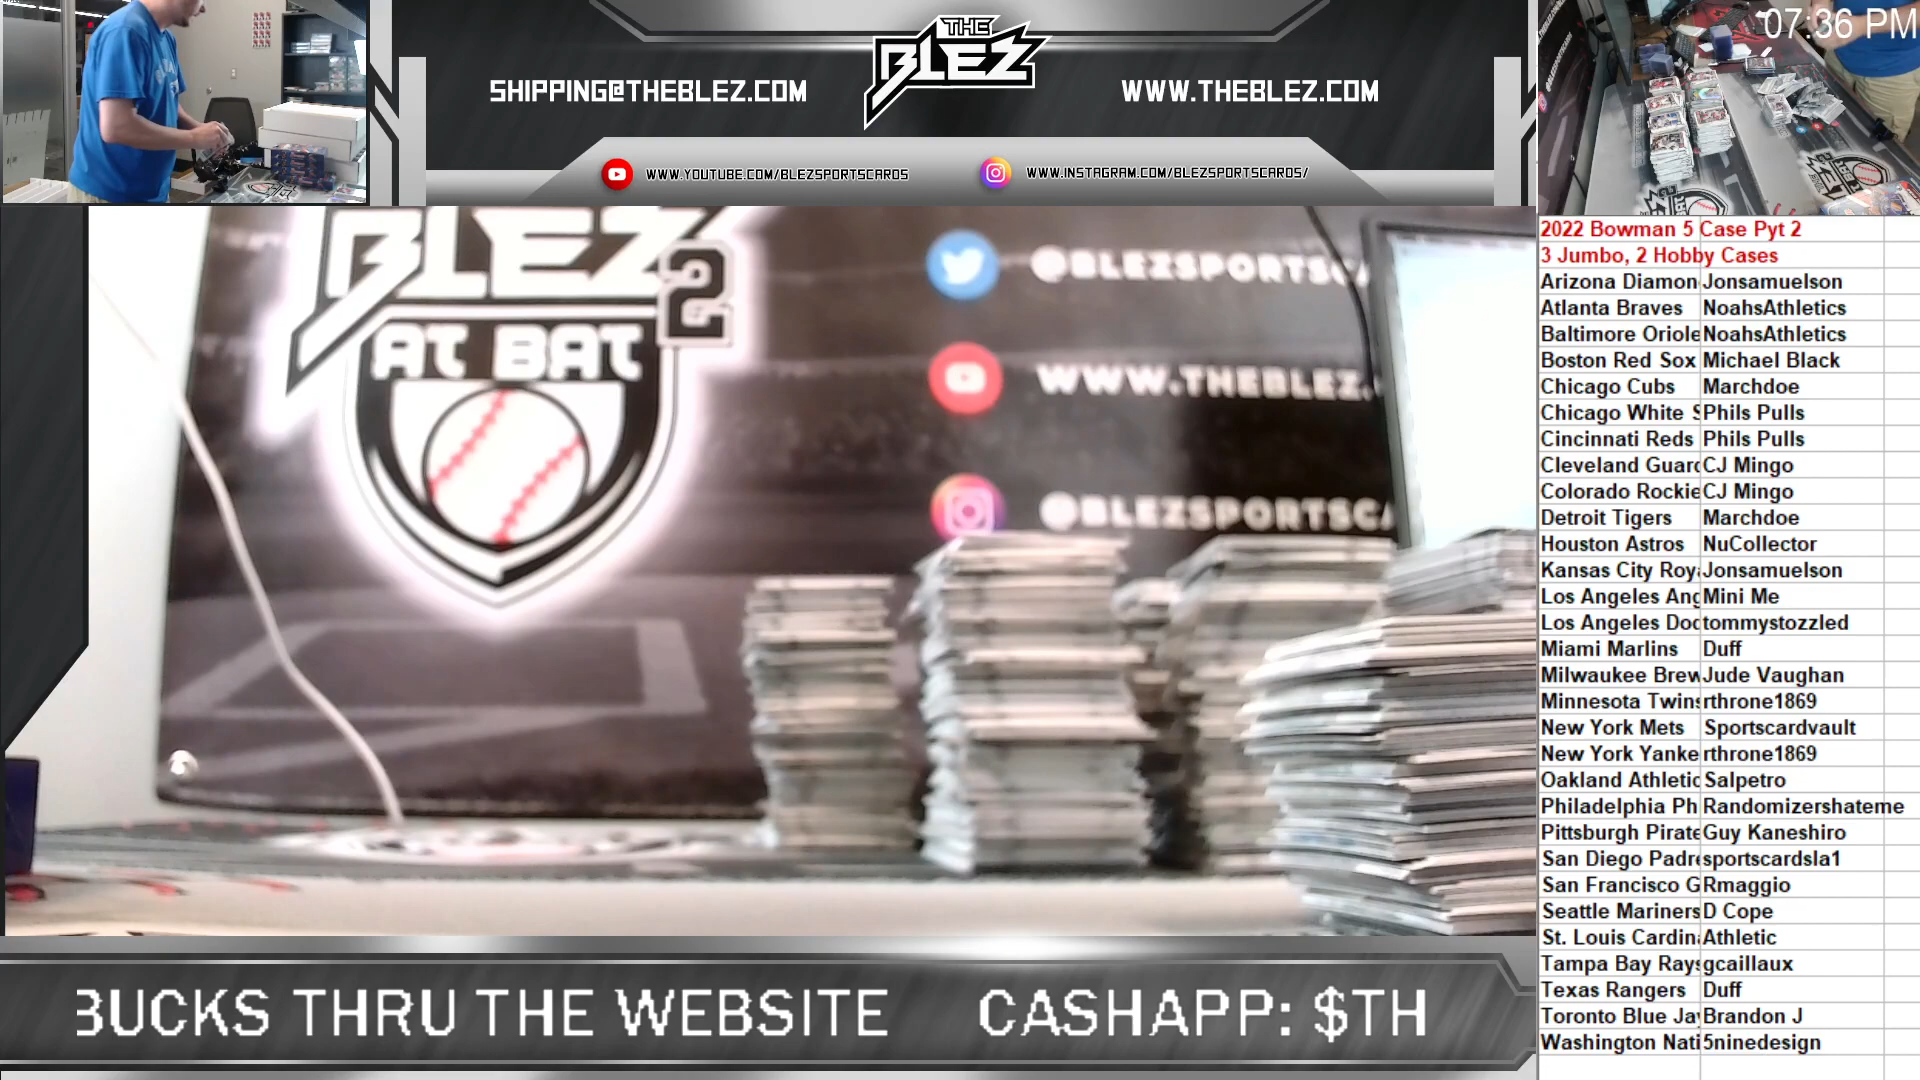 THE
BLEZ
SHIPPING@THEBLEZ.COM
WWW.THEBLEZ.COM
WWW.YOUTUBE.COM/BLEZSPORTSCARDS
WWW.INSTAGRAM.COM/BLEZSPORTSCARDS/
07:36 PM
BLEZ
2
AT BAT
@BLEZSPORTSCA
WWW.THEBLEZ.
@BLEZSPORTSCA
2022 Bowman 5 Case Pyt 2
3 Jumbo, 2 Hobby Cases
Arizona Diamon Jonsamuelson
Atlanta Braves NoahsAthletics
Baltimore Oriole NoahsAthletics
Boston Red Sox Michael Black
Chicago Cubs Marchdoe
Chicago White S Phils Pulls
Cincinnati Reds Phils Pulls
Cleveland Guard CJ Mingo
Colorado Rockie CJ Mingo
Detroit Tigers Marchdoe
Houston Astros NuCollector
Kansas City Roya Jonsamuelson
Los Angeles Ang Mini Me
Los Angeles Dod tommystozzled
Miami Marlins Duff
Milwaukee Brew Jude Vaughan
Minnesota Twins rthrone1869
New York Mets Sportscardvault
New York Yanke rthrone1869
Oakland Athletic Salpetro
Philadelphia Ph Randomizershateme
Pittsburgh Pirate Guy Kaneshiro
San Diego Padre sportscardsla1
San Francisco G Rmaggio
Seattle Mariners D Cope
St. Louis Cardina Athletic
Tampa Bay Rays gcaillaux
Texas Rangers Duff
Toronto Blue Jay Brandon J
Washington Nati 5ninedesign
BUCKS THRU THE WEBSITE CASHAPP: $TH